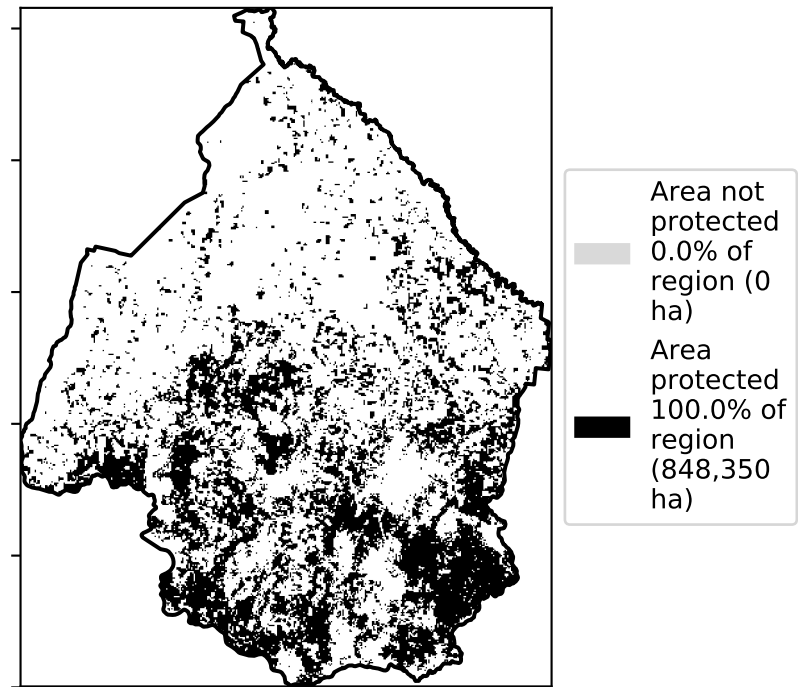 Area not
protected
0.0% of
region (0
ha)
Area
protected
100.0% of
region
(848,350
ha)